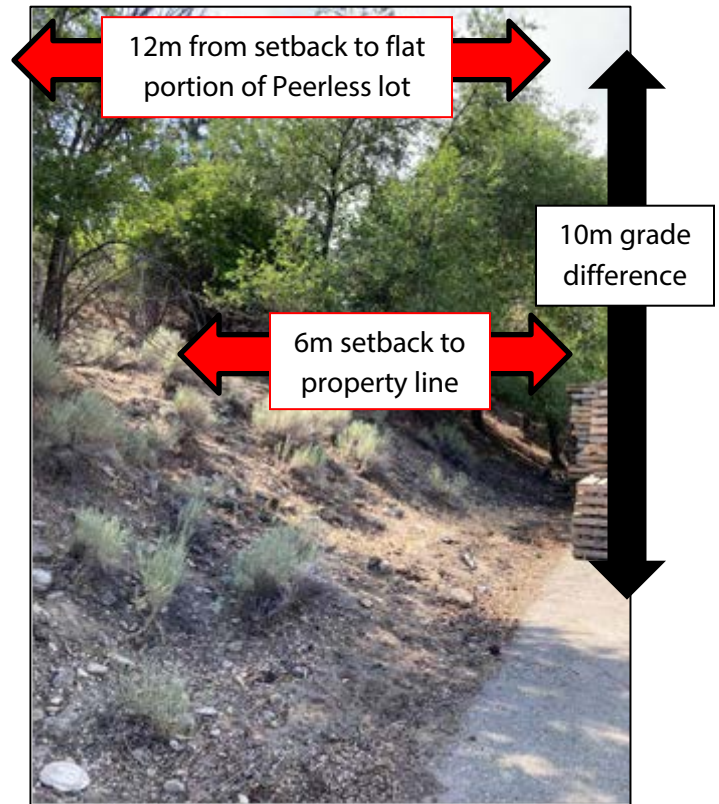 12m from setback to flat
portion of Peerless lot
10m grade
difference
6m setback to
property line